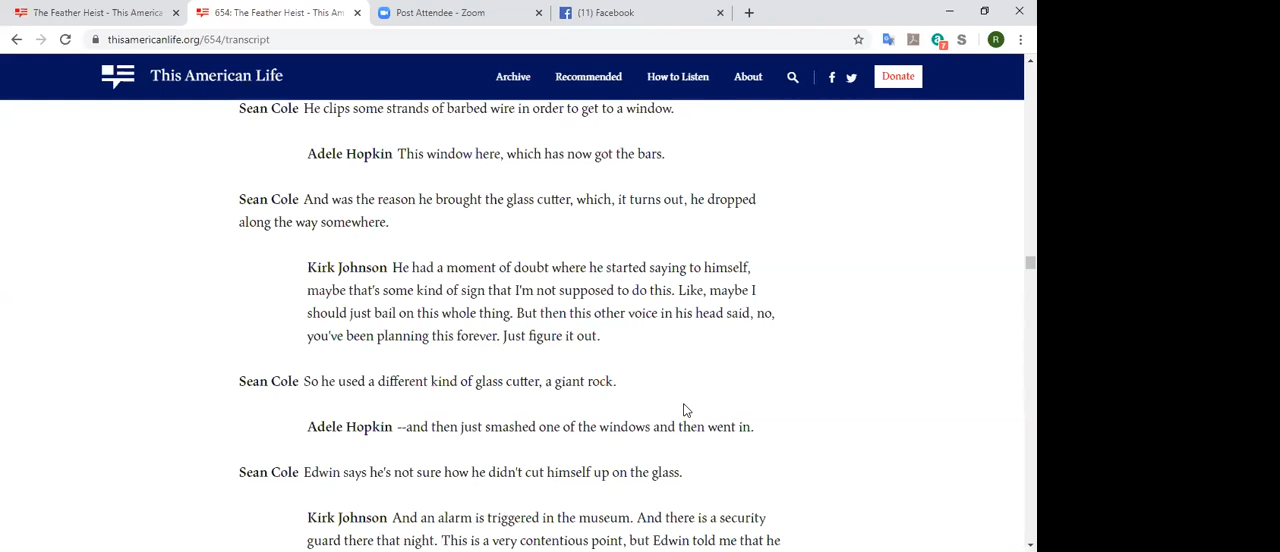 The Feather Heist - This America
654: The Feather Heist - This Am
Post Attendee - Zoom
(11) Facebook
thisamericanlife.org/654/transcript
7
S
R
This American Life
Archive
Recommended
How to Listen
About
Donate
Sean Cole He clips some strands of barbed wire in order to get to a window.
Adele Hopkin This window here, which has now got the bars.
Sean Cole And was the reason he brought the glass cutter, which, it turns out, he dropped
along the way somewhere.
Kirk Johnson He had a moment of doubt where he started saying to himself,
maybe that's some kind of sign that I'm not supposed to do this. Like, maybe I
should just bail on this whole thing. But then this other voice in his head said, no,
you've been planning this forever. Just figure it out.
Sean Cole So he used a different kind of glass cutter, a giant rock.
Adele Hopkin --and then just smashed one of the windows and then went in.
Sean Cole Edwin says he's not sure how he didn't cut himself up on the glass.
Kirk Johnson And an alarm is triggered in the museum. And there is a security
guard there that night. This is a very contentious point, but Edwin told me that he